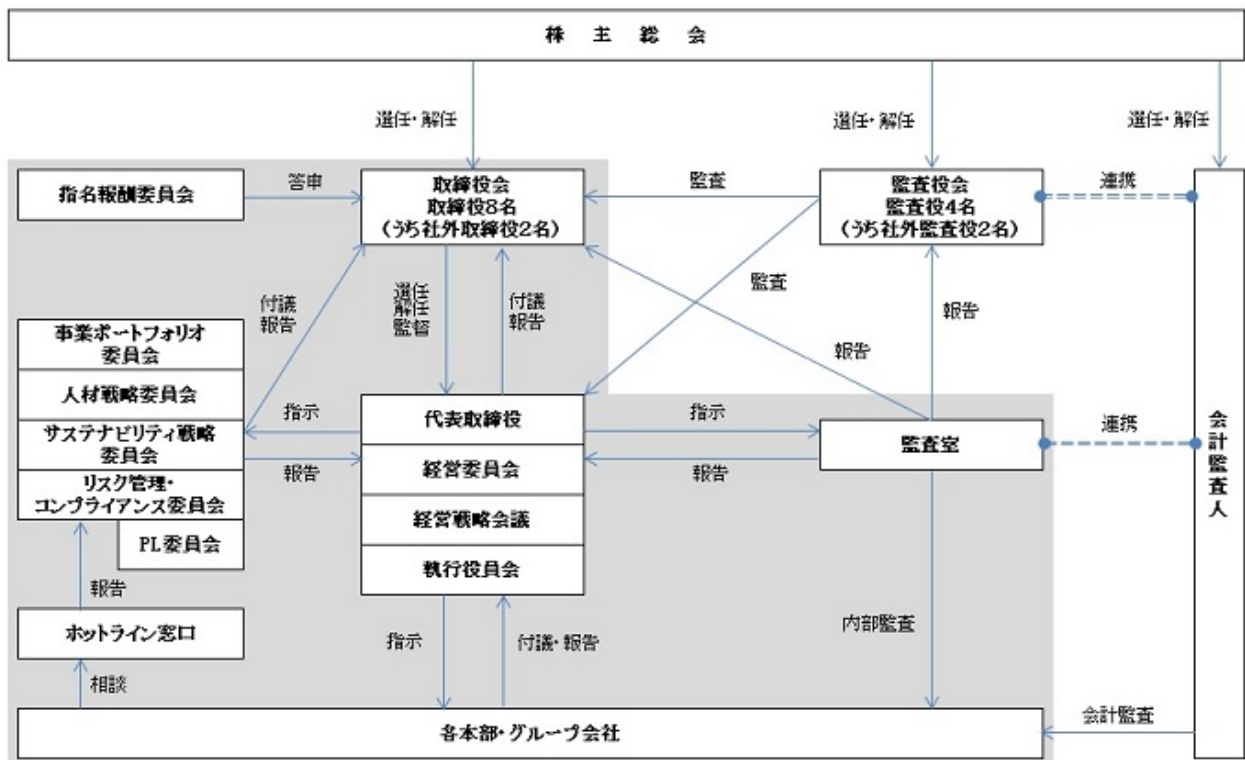 株主総会
選任・解任
選任・解任
選任・解任
指名報酬委員会
答申
取締役会
取締役8名
(うち社外取締役2名)
監査
監査役会
監査役4名
(うち社外監査役2名)
連携
付議
報告
選任
解任
監督
付議
報告
監査
報告
報告
事業ポートフォリオ
委員会
人材戦略委員会
サステナビリティ戦略
委員会
リスク管理・
コンプライアンス委員会
PL委員会
指示
報告
代表取締役
経営委員会
経営戦略会議
執行役員会
指示
報告
監査室
連携
会計監査人
報告
ホットライン窓口
相談
指示
付議・報告
内部監査
各本部・グループ会社
会計監査